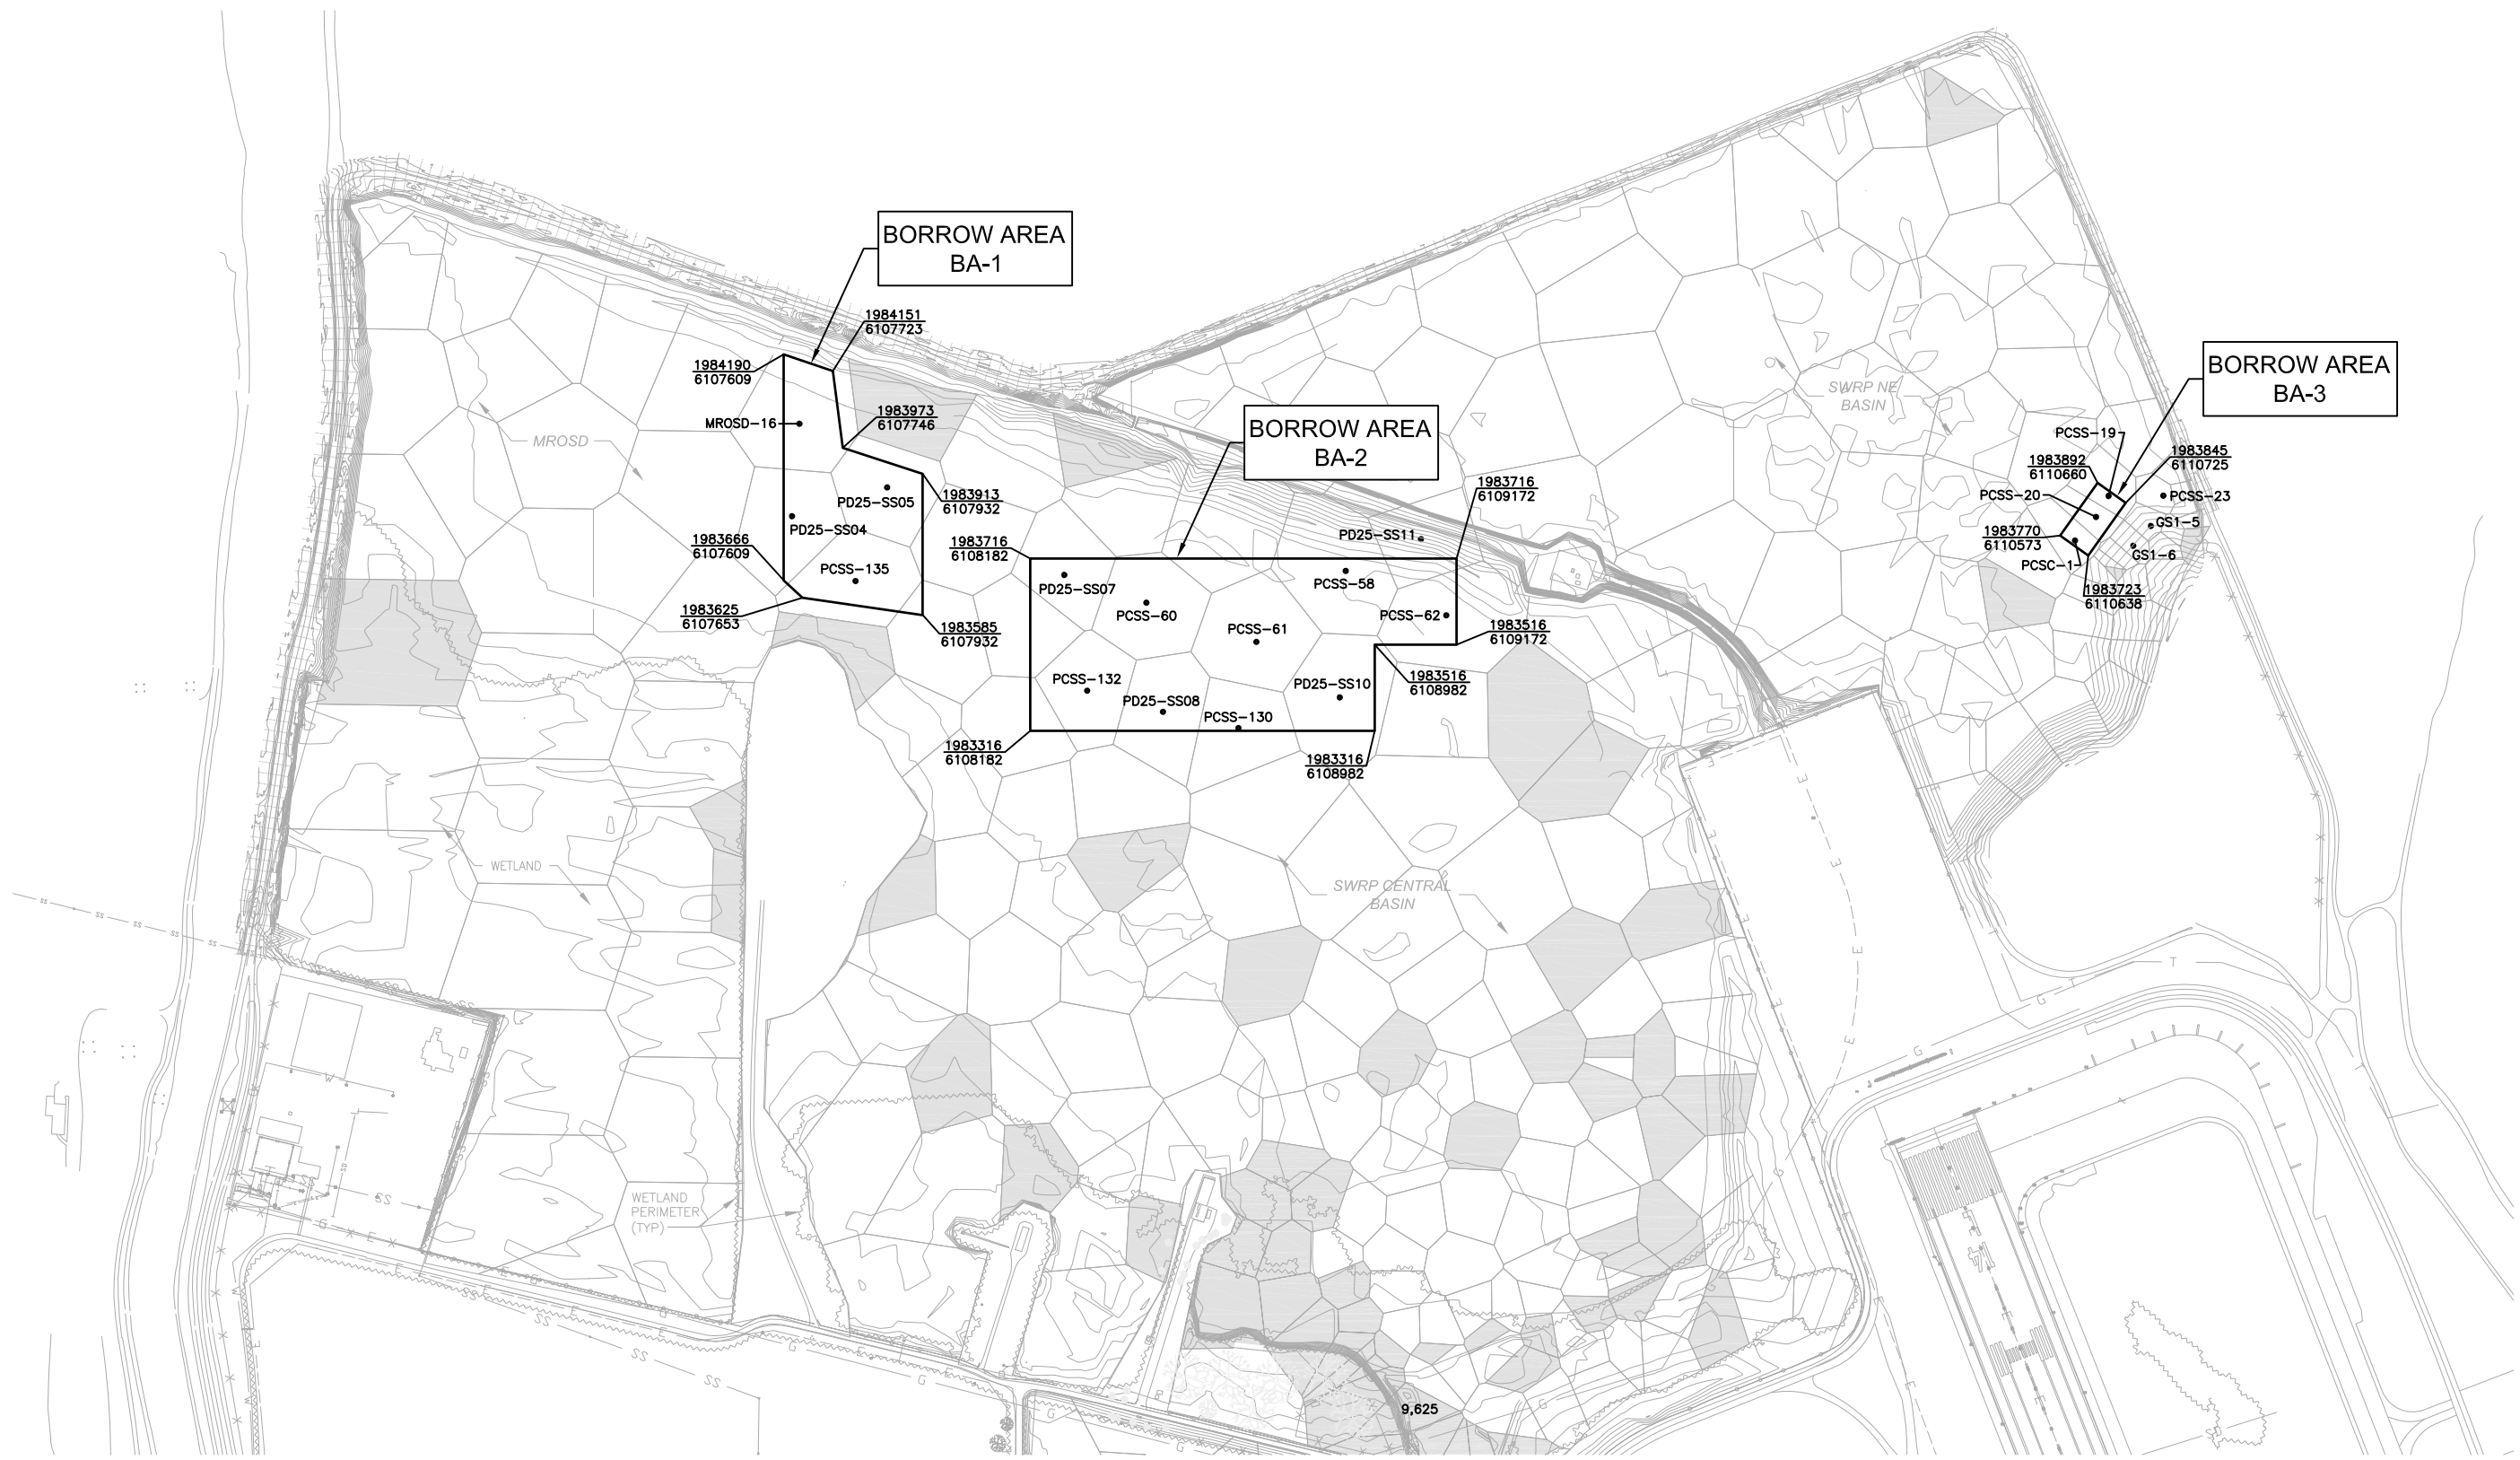 BORROW AREA
BA-1
1984151
6107723
1984190
6107609
MROSD-16
1983973
6107746
MROSD
PD25-SS05
1983913
6107932
PD25-SS04
1983666
6107609
PCSS-135
1983625
6107653
1983585
6107932
BORROW AREA
BA-2
1983716
6109172
PD25-SS11
1983716
6108182
PD25-SS07
PCSS-58
PCSS-60
PCSS-62
PCSS-61
1983516
6109172
PCSS-132
PD25-SS10
1983516
6108982
PD25-SS08
PCSS-130
1983316
6108182
1983316
6108982
BORROW AREA
BA-3
SWRP NE
BASIN
PCSS-19
1983845
6110725
1983892
6110660
PCSS-20
PCSS-23
GS1-5
1983770
6110573
GS1-6
PCSC-1
1983723
6110638
WETLAND
SWRP CENTRAL
BASIN
WETLAND
PERIMETER
(TYP)
9,625